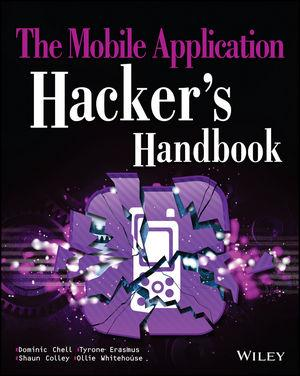 The Mobile Application
Hacker's
Handbook
Dominic Chell Tyrone Erasmus
Shaun Colley Ollie Whitehouse
WILEY